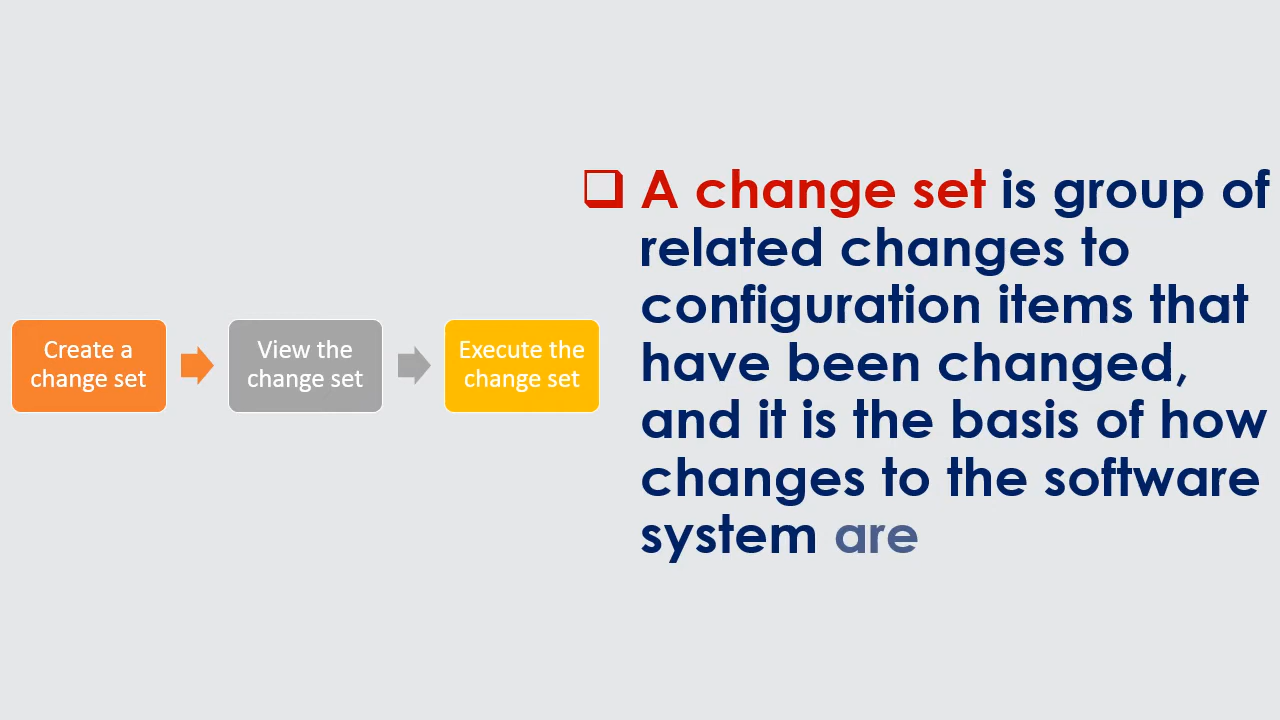 Create a
change set
View the
change set
Execute the
change set
A change set is group of
related changes to
configuration items that
have been changed,
and it is the basis of how
changes to the software
system are